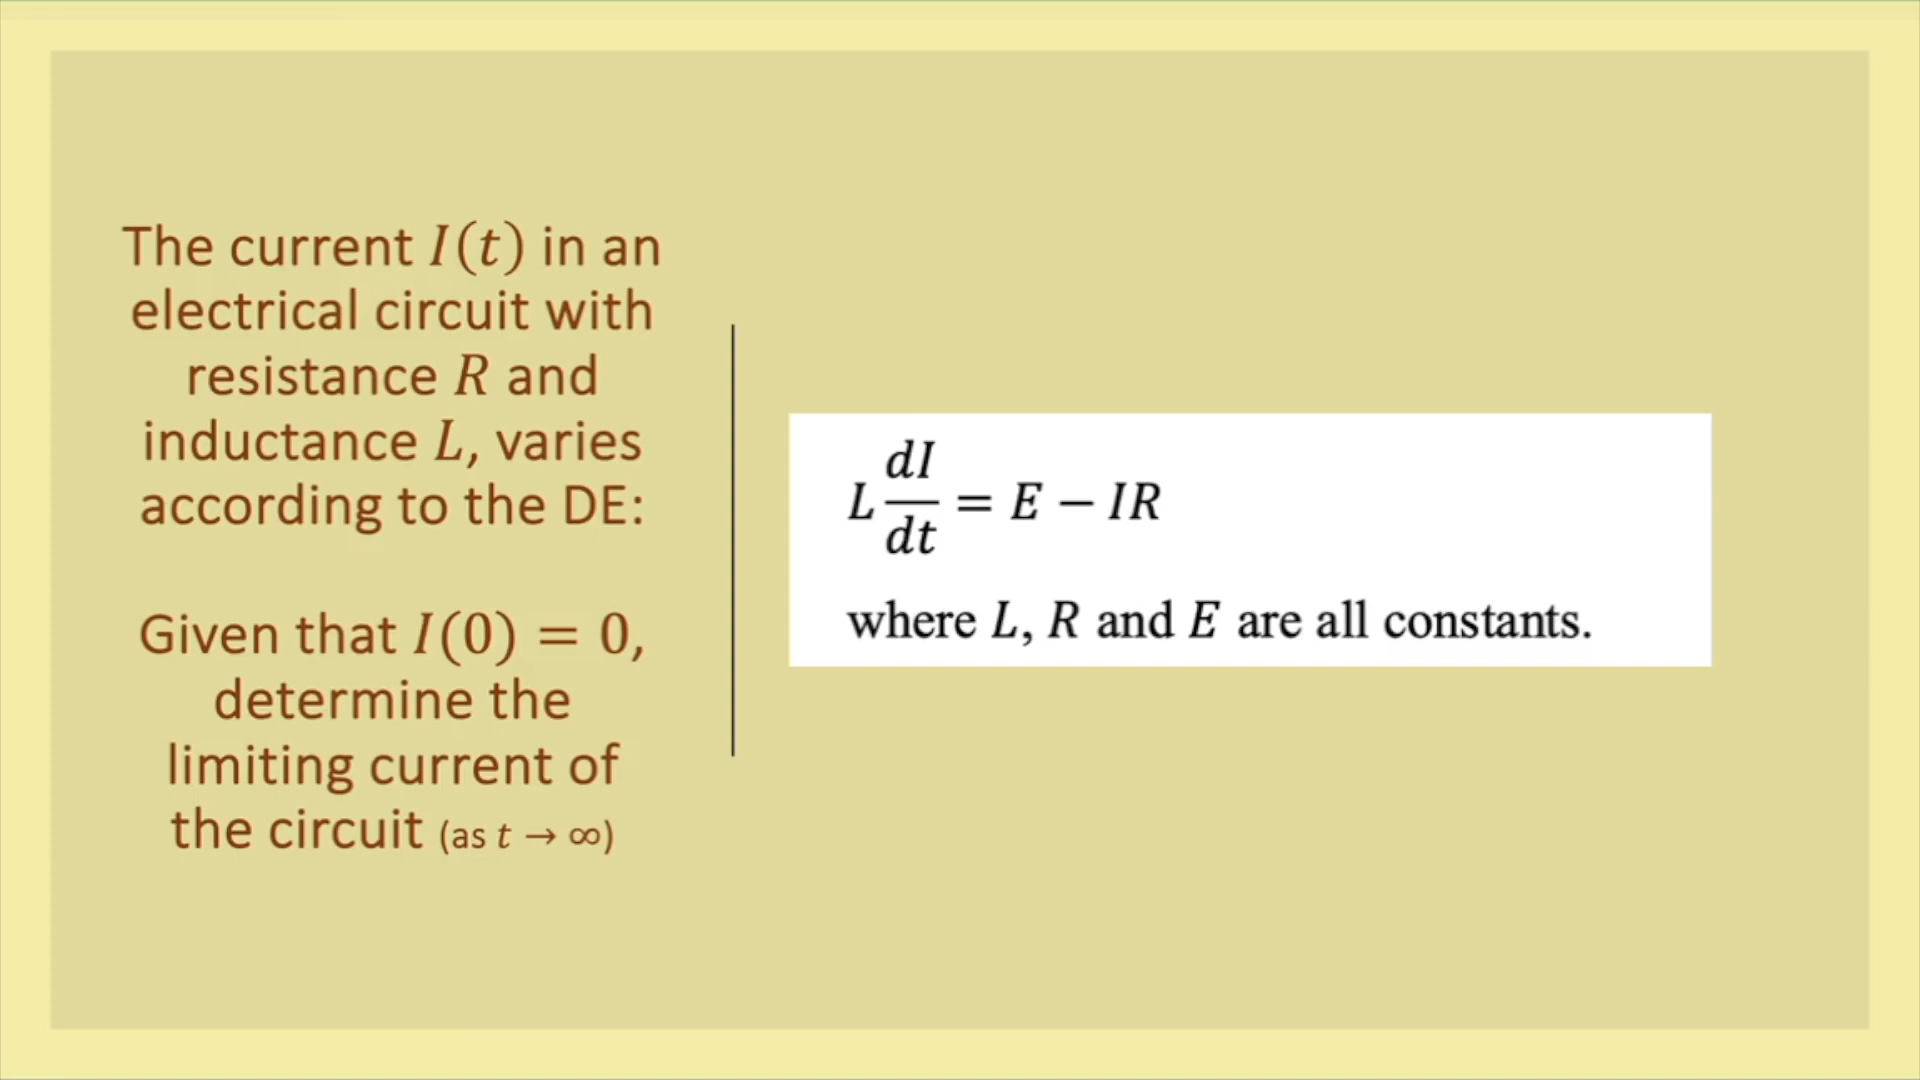 The current I(t) in an
electrical circuit with
resistance R and
inductance L, varies
according to the DE:
Given that I(0) = 0,
determine the
limiting current of
the circuit (as t → ∞)
L dI/dt = E − IR
where L, R and E are all constants.